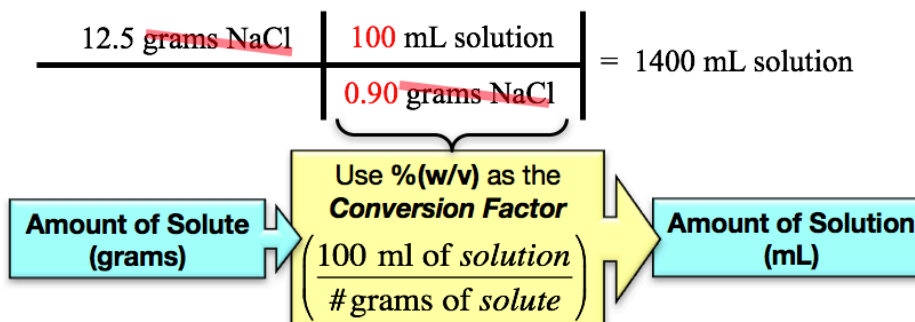 12.5 grams NaCl 100 mL solution = 1400 mL solution
0.90 grams NaCl
Use %(w/v) as the
Conversion Factor
Amount of Solute
(grams)
(100 ml of solution
# grams of solute)
Amount of Solution
(mL)